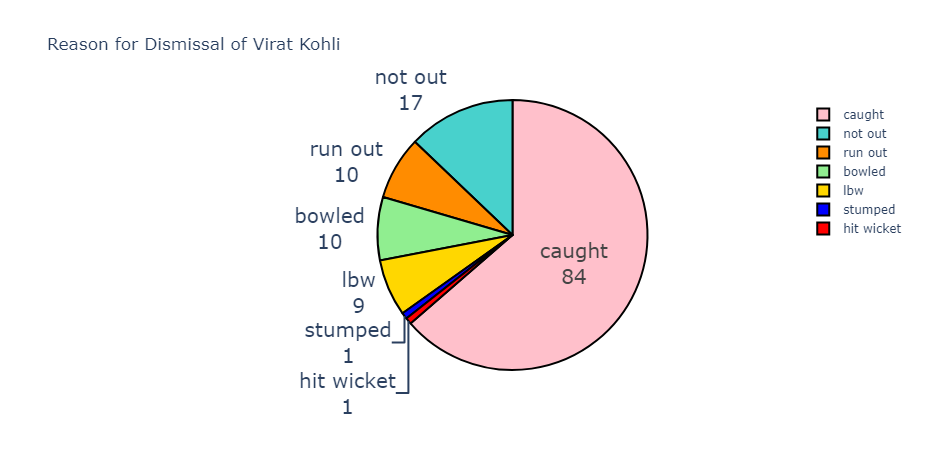 Reason for Dismissal of Virat Kohli
not out
17
run out
10
bowled
10
lbw
9
stumped
1
hit wicket
1
caught
84
caught
not out
run out
bowled
lbw
stumped
hit wicket